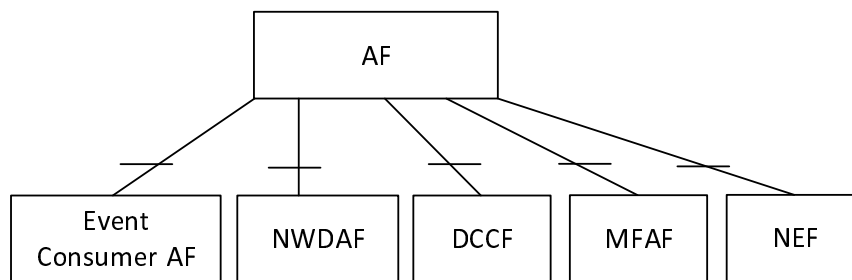 AF
Event
Consumer AF
NWDAF
DCCF
MFAF
NEF